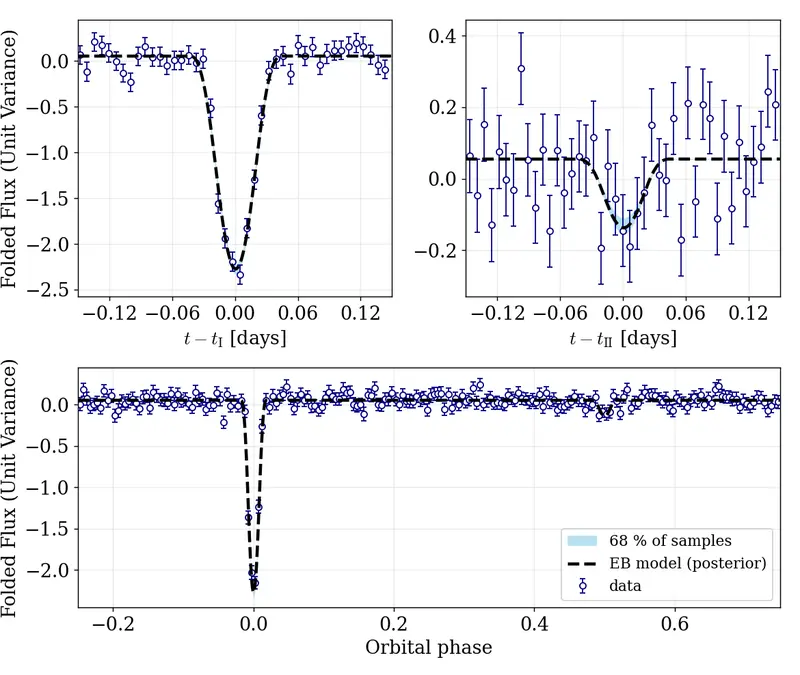 Folded Flux (Unit Variance)
0.0
−0.5
−1.0
−1.5
−2.0
−2.5
−0.12 −0.06 0.00 0.06 0.12
t − tI [days]
0.4
0.2
0.0
−0.2
−0.12 −0.06 0.00 0.06 0.12
t − tII [days]
Folded Flux (Unit Variance)
0.0
−0.5
−1.0
−1.5
−2.0
68 % of samples
EB model (posterior)
data
−0.2 0.0 0.2 0.4 0.6
Orbital phase